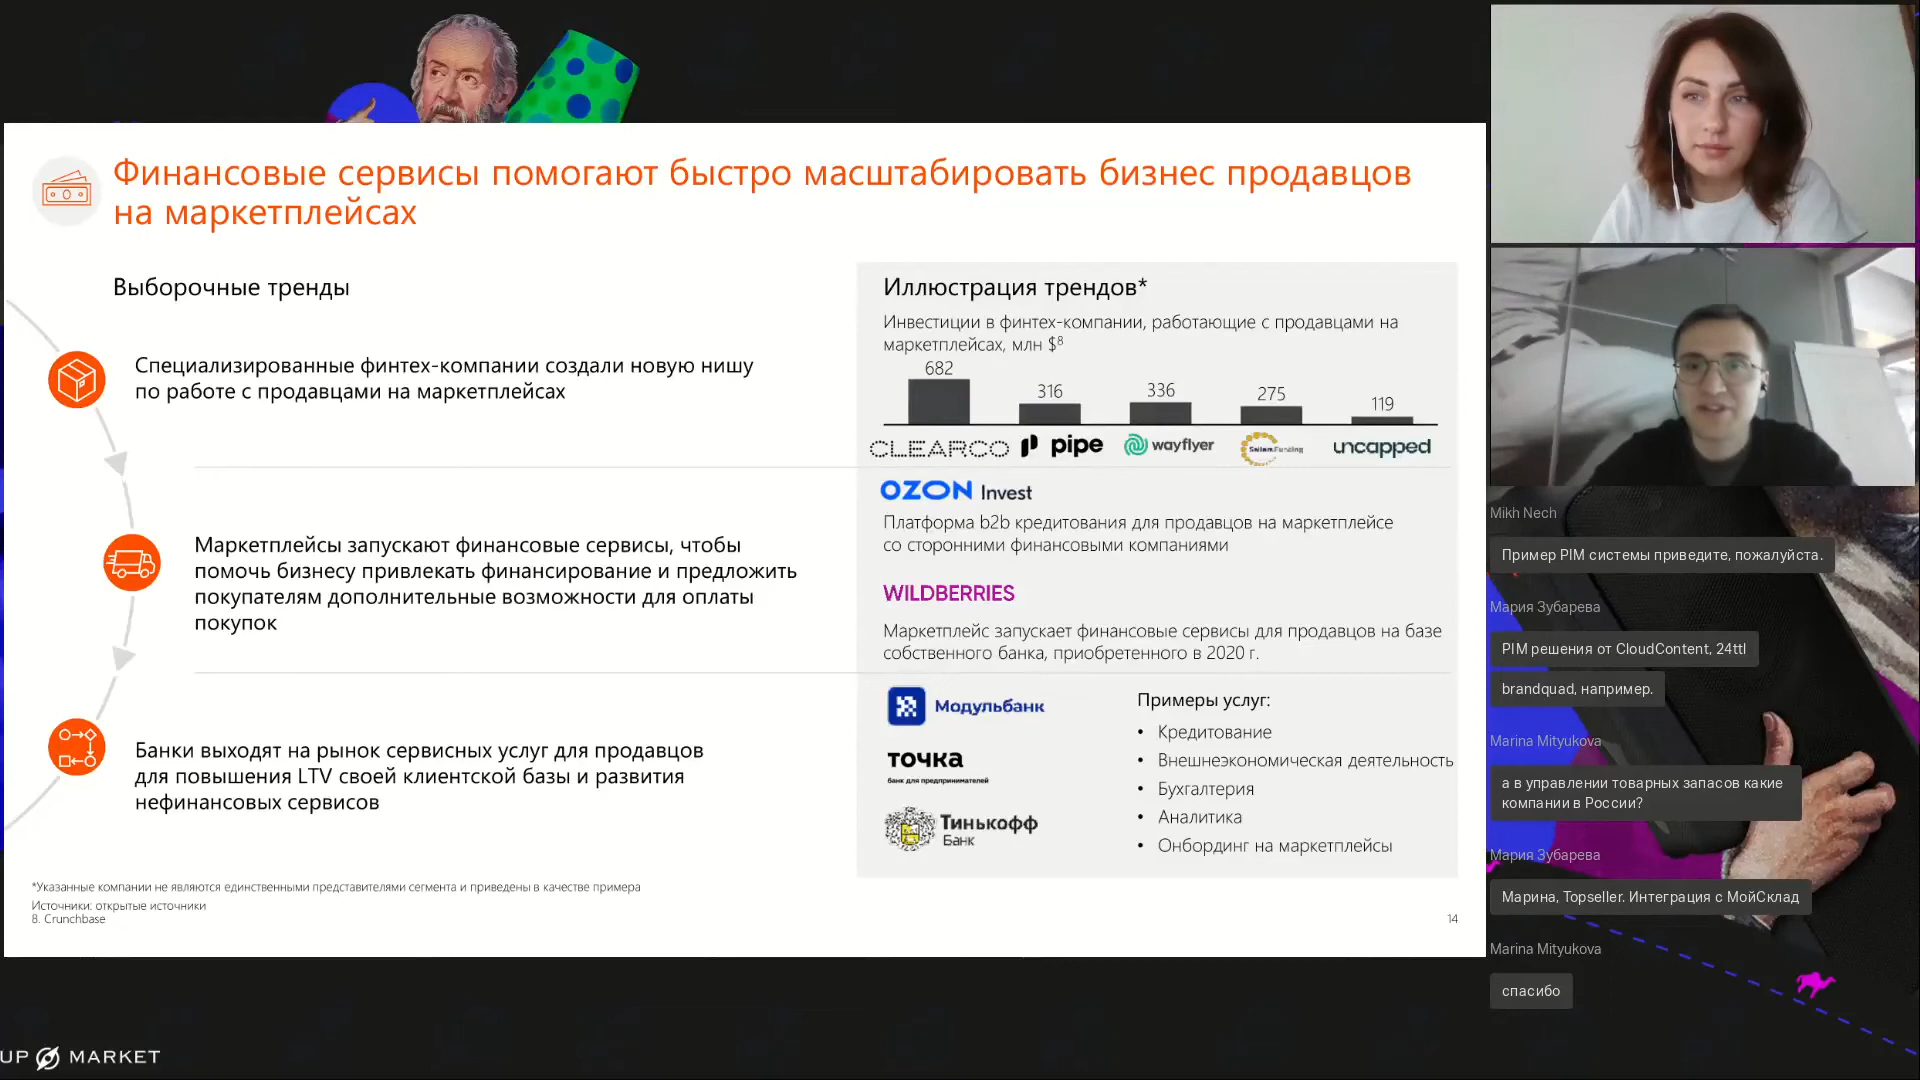 Финансовые сервисы помогают быстро масштабировать бизнес продавцов
на маркетплейсах
Выборочные тренды
Специализированные финтех-компании создали новую нишу
по работе с продавцами на маркетплейсах
Маркетплейсы запускают финансовые сервисы, чтобы
помочь бизнесу привлекать финансирование и предложить
покупателям дополнительные возможности для оплаты
покупок
Банки выходят на рынок сервисных услуг для продавцов
для повышения LTV своей клиентской базы и развития
нефинансовых сервисов
Иллюстрация трендов*
Инвестиции в финтех-компании, работающие с продавцами на
маркетплейсах, млн $⁸
682
316
336
275
119
CLEARCO
pipe
wayflyer
SellersFunding
uncapped
OZON Invest
Платформа b2b кредитования для продавцов на маркетплейсе
со сторонними финансовыми компаниями
WILDBERRIES
Маркетплейс запускает финансовые сервисы для продавцов на базе
собственного банка, приобретенного в 2020 г.
Модульбанк
точка
банк для предпринимателей
Тинькофф
Банк
Примеры услуг:
• Кредитование
• Внешнеэкономическая деятельность
• Бухгалтерия
• Аналитика
• Онбординг на маркетплейсы
*Указанные компании не являются единственными представителями сегмента и приведены в качестве примера
Источники: открытые источники
8. Crunchbase
14
UP MARKET
Mikh Nech
Пример PIM системы приведите, пожалуйста.
Мария Зубарева
PIM решения от CloudContent, 24ttl
brandquad, например.
Marina Mityukova
а в управлении товарных запасов какие
компании в России?
Мария Зубарева
Марина, Topseller. Интеграция с МойСклад
Marina Mityukova
спасибо